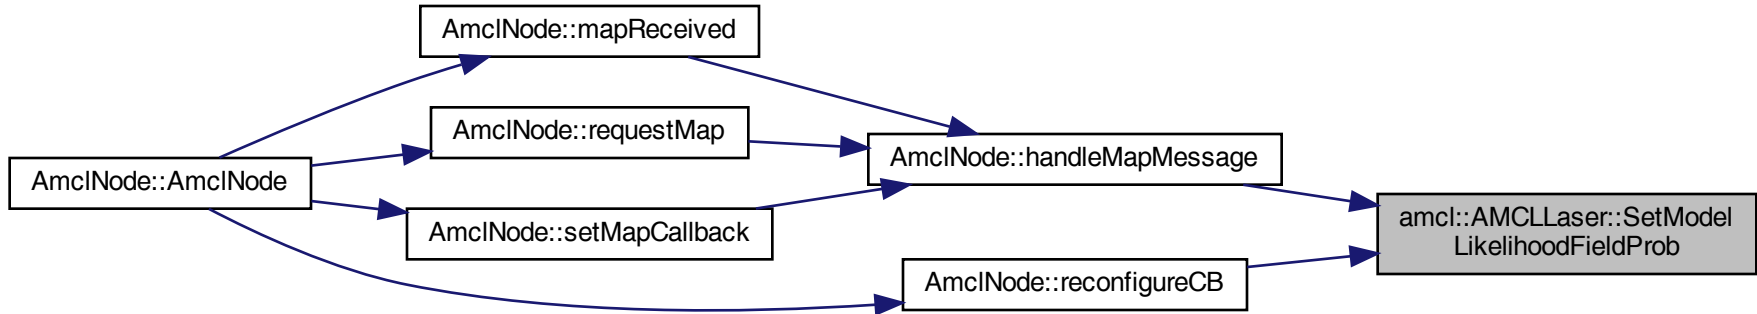 AmclNode::mapReceived
AmclNode::requestMap
AmclNode::handleMapMessage
AmclNode::AmclNode
amcl::AMCLLaser::SetModel
LikelihoodFieldProb
AmclNode::setMapCallback
AmclNode::reconfigureCB